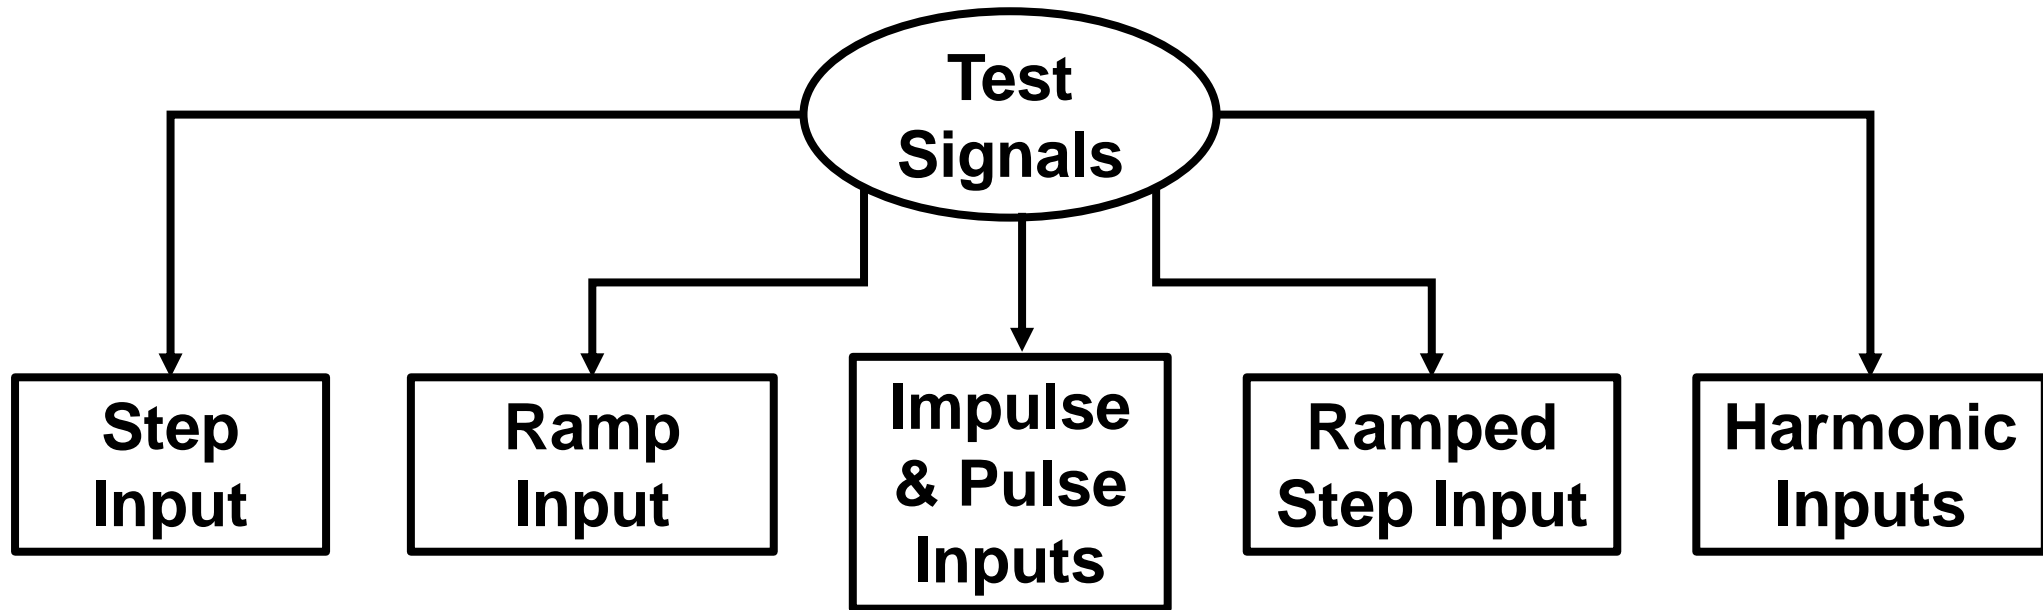 Test
Signals
Step
Input
Ramp
Input
Impulse
& Pulse
Inputs
Ramped
Step Input
Harmonic
Inputs